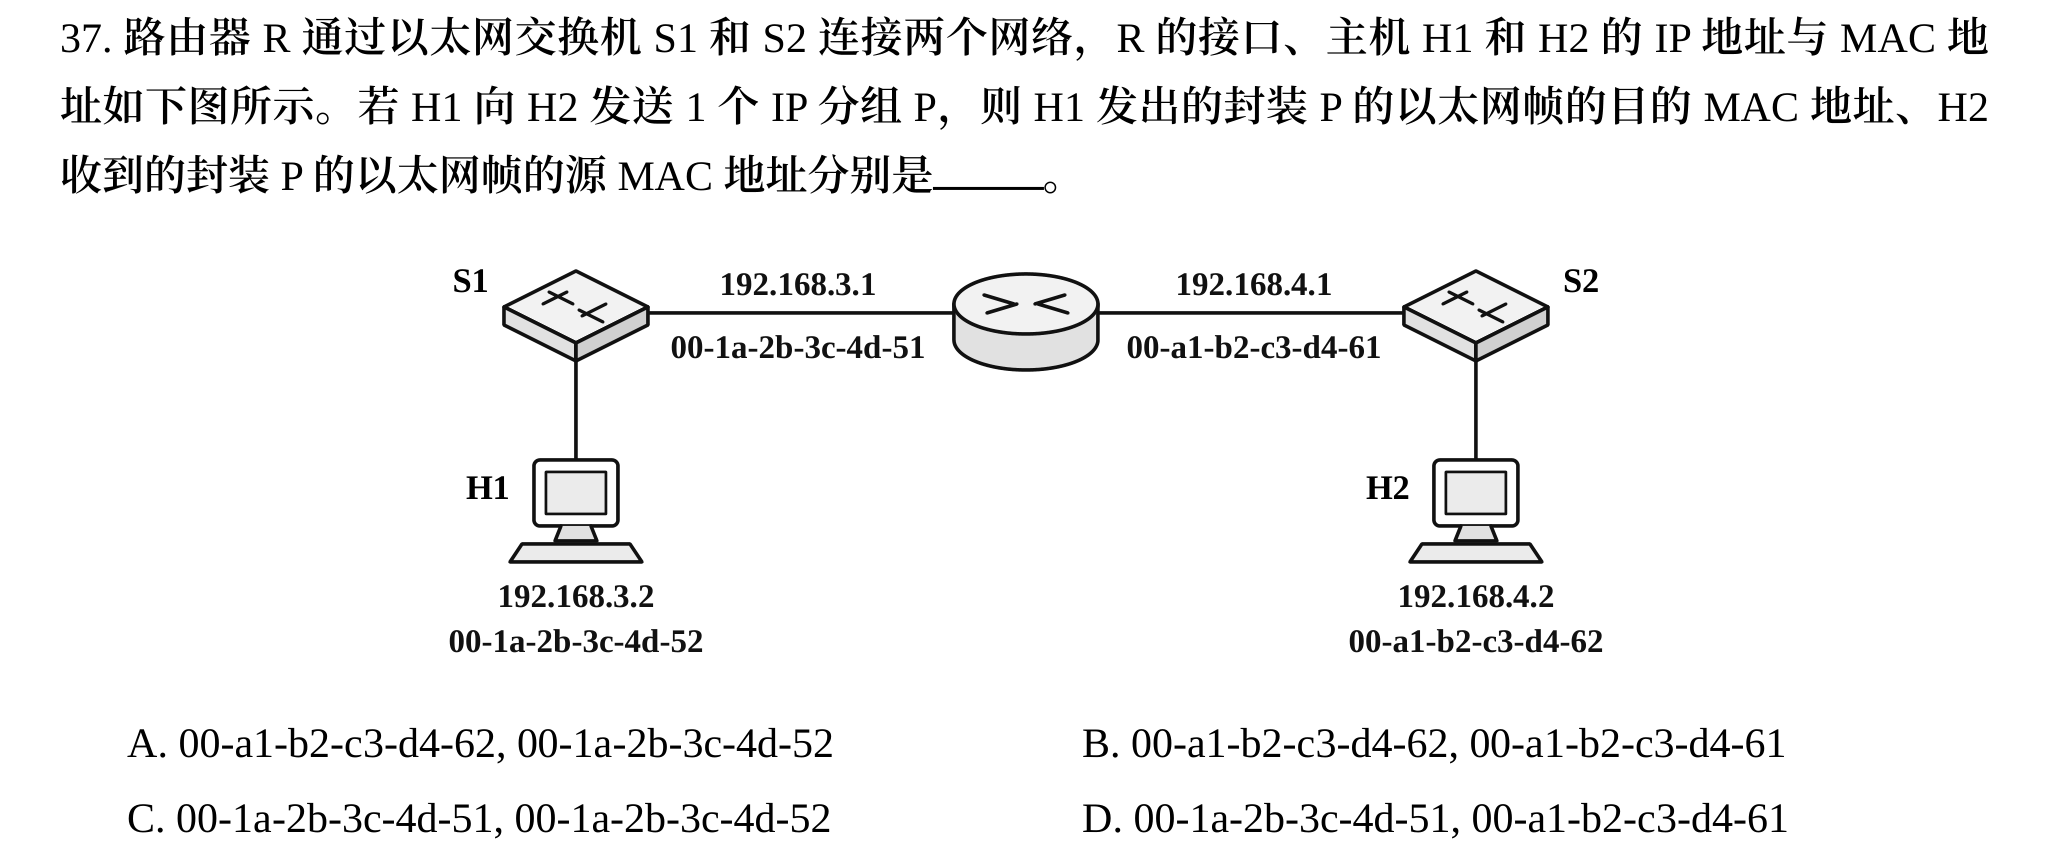 37. 路由器 R 通过以太网交换机 S1 和 S2 连接两个网络，R 的接口、主机 H1 和 H2 的 IP 地址与 MAC 地
址如下图所示。若 H1 向 H2 发送 1 个 IP 分组 P，则 H1 发出的封装 P 的以太网帧的目的 MAC 地址、H2
收到的封装 P 的以太网帧的源 MAC 地址分别是_____。
S1
192.168.3.1
192.168.4.1
S2
00-1a-2b-3c-4d-51
00-a1-b2-c3-d4-61
H1
H2
192.168.3.2
192.168.4.2
00-1a-2b-3c-4d-52
00-a1-b2-c3-d4-62
A. 00-a1-b2-c3-d4-62, 00-1a-2b-3c-4d-52
B. 00-a1-b2-c3-d4-62, 00-a1-b2-c3-d4-61
C. 00-1a-2b-3c-4d-51, 00-1a-2b-3c-4d-52
D. 00-1a-2b-3c-4d-51, 00-a1-b2-c3-d4-61